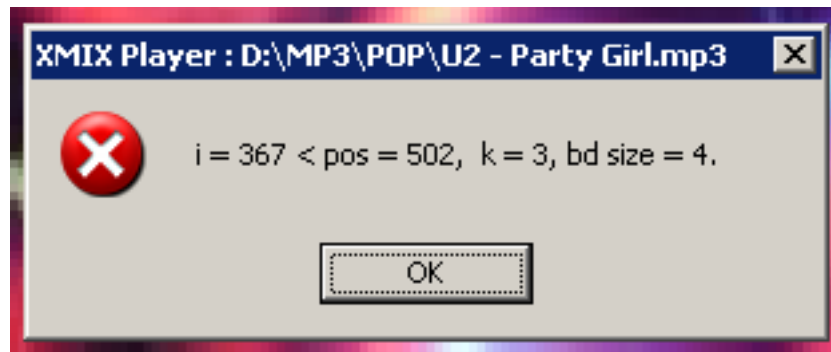 XMIX Player : D:\MP3\POP\U2 - Party Girl.mp3
i = 367 < pos = 502,  k = 3, bd size = 4.
OK